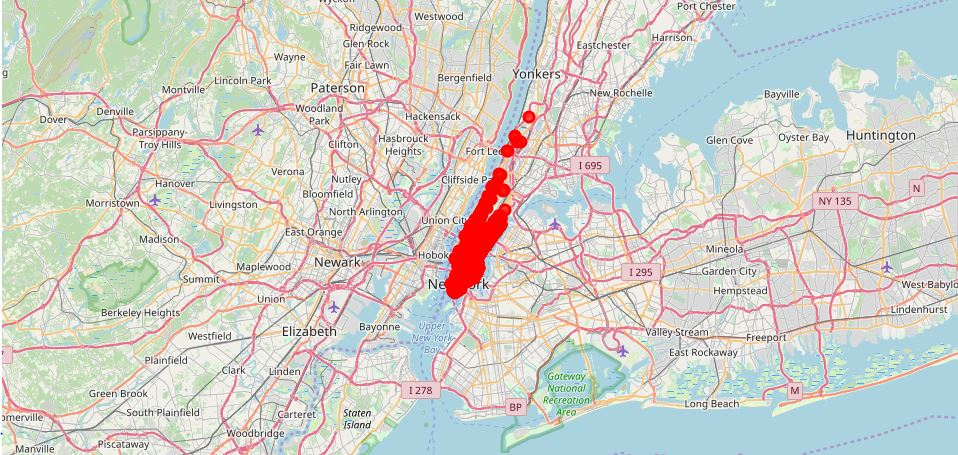 Wyckoff
Westwood
Port Chester
Ridgewood
Harrison
Glen Rock
Eastchester
Wayne
Fair Law
Bergenfield
Yonkers
Lincoln Park
Montville
Paterson
New Rochelle
Bayville
Denville
Woodland
Park
Hackensack
Dover
Parsippany-
Troy Hills
Clifton
Hasbrouck
Heights
Fort Lee
Glen Cove
Oyster Bay
Huntington
Verona
I 695
Hanover
Nutley
Cliffside Pa
N
Bloomfield
NY 135
Morristown
Livingston
North Arlington
Union City
East Orange
Madison
Mineola
Maplewood
Newark
Hobok
I 295
Garden City
Summit
New York
Hempstead
West Babylo
Union
Berkeley Heights
Elizabeth
Bayonne
Upper
New York
Bay
Lindenhurst
Westfield
Valley Stream
Freeport
East Rockaway
Plainfield
Clark
Linden
Gateway
National
Recreation
Area
I 278
M
Green Brook
BP
Long Beach
South Plainfield
Carteret
Staten
Island
omerville
Woodbridge
Piscataway
Manville